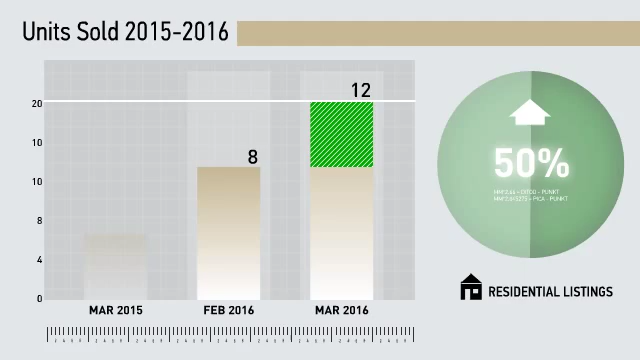 Units Sold 2015-2016
12
20
8
10
50%
10
8
4
0
MAR 2015
FEB 2016
MAR 2016
RESIDENTIAL LISTINGS